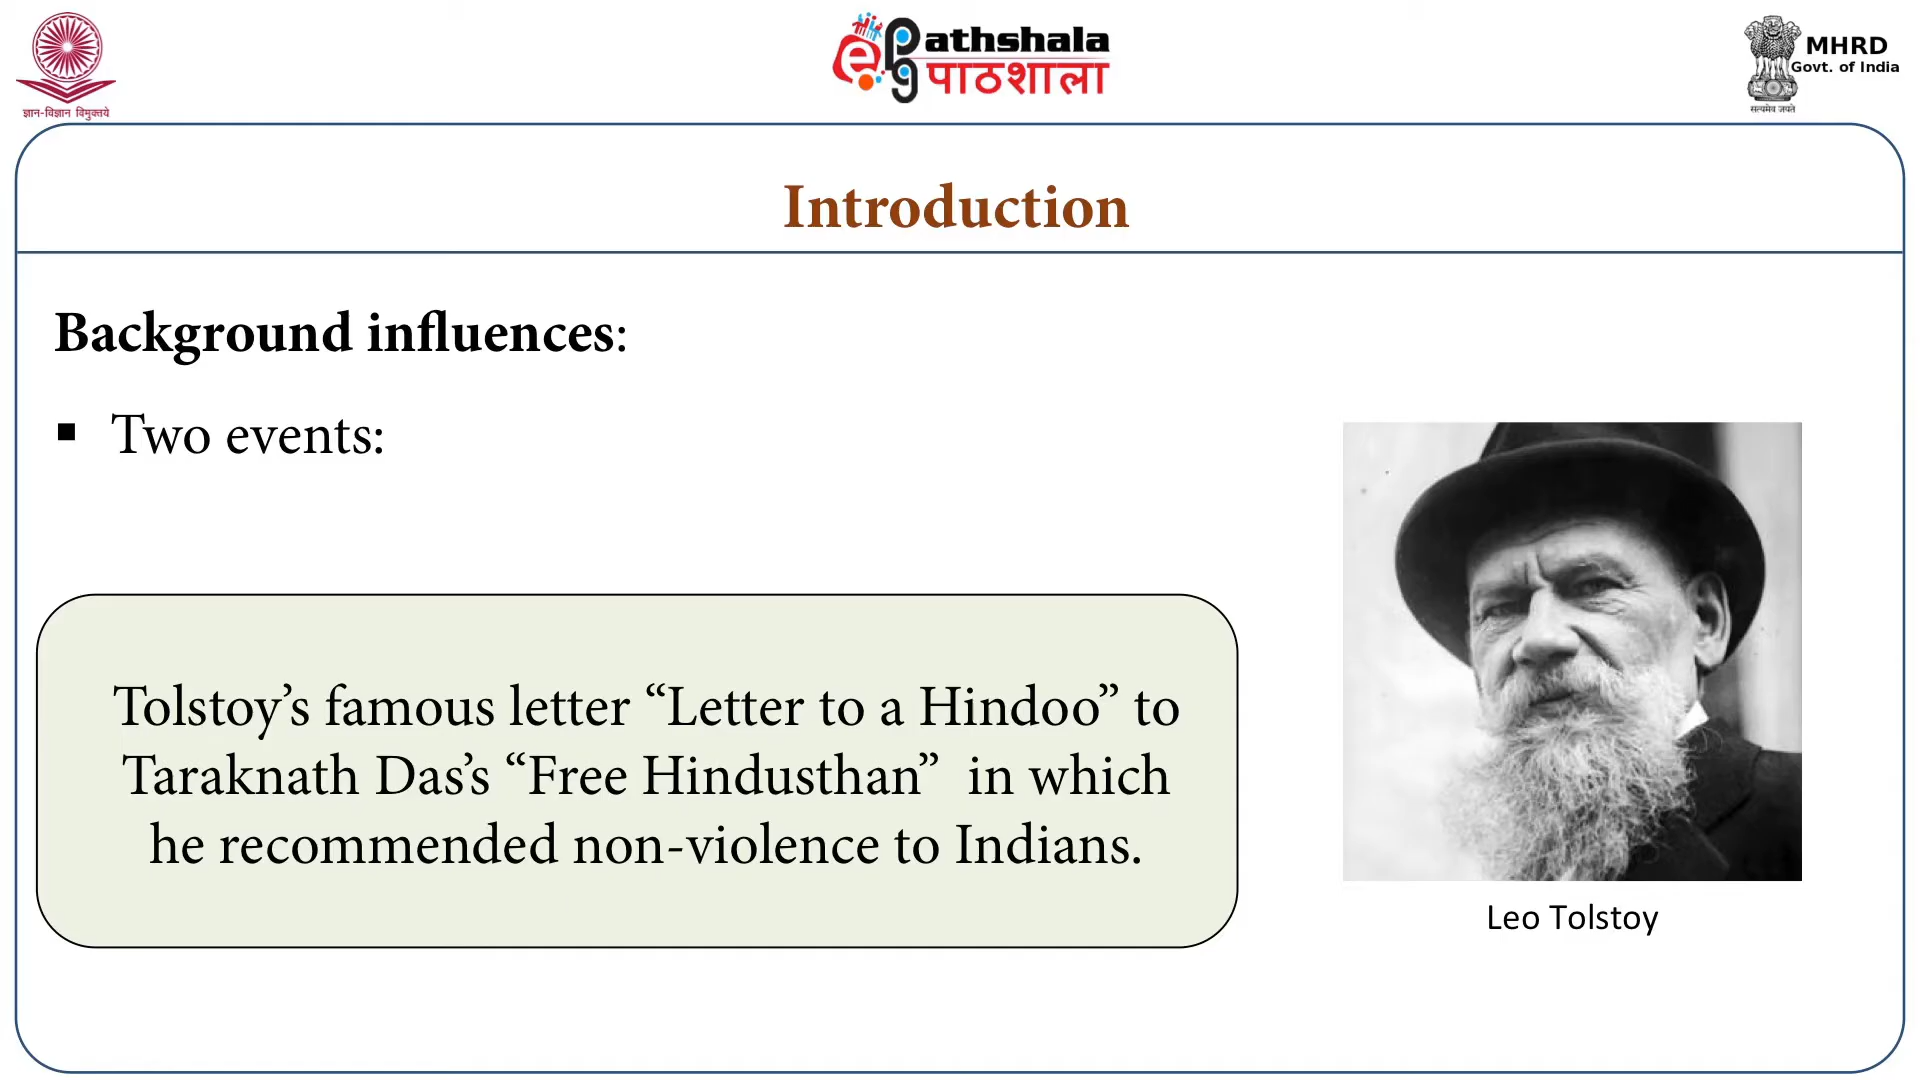 ज्ञान-विज्ञान विमुक्तये
ePgPathshala
पाठशाला
MHRD
Govt. of India
सत्यमेव जयते
Introduction
Background influences:
▪ Two events:
Tolstoy’s famous letter “Letter to a Hindoo” to
Taraknath Das’s “Free Hindusthan” in which
he recommended non-violence to Indians.
Leo Tolstoy